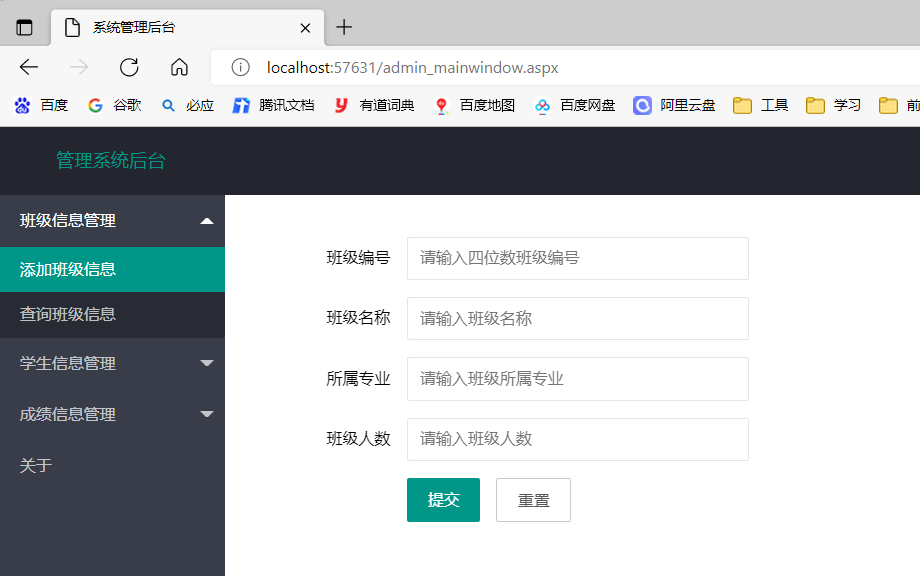 系统管理后台
localhost:57631/admin_mainwindow.aspx
百度 谷歌 必应 腾讯文档 有道词典 百度地图 百度网盘 阿里云盘 工具 学习 前
管理系统后台
班级信息管理
添加班级信息
查询班级信息
学生信息管理
成绩信息管理
关于
班级编号 请输入四位数班级编号
班级名称 请输入班级名称
所属专业 请输入班级所属专业
班级人数 请输入班级人数
提交 重置